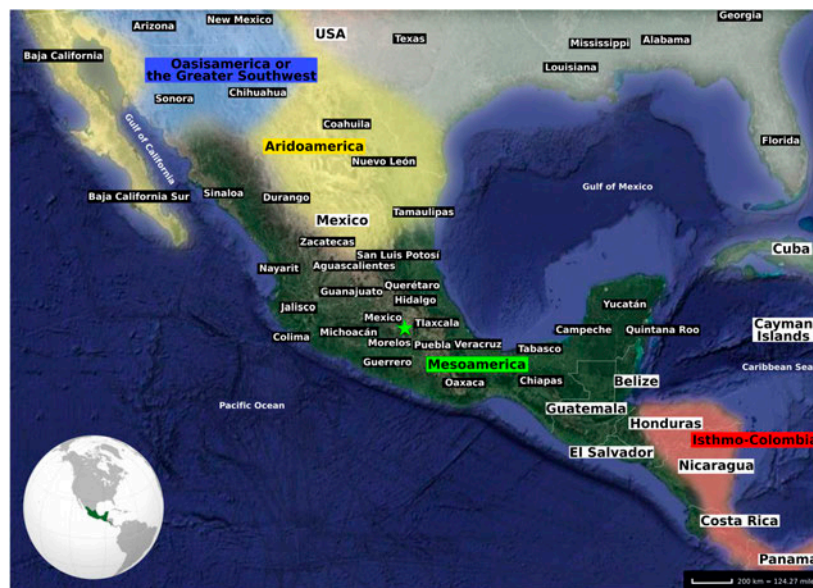 Georgia
New Mexico
Arizona
USA
Texas
Mississippi
Alabama
Baja California
Oasisamerica or
the Greater Southwest
Louisiana
Sonora
Chihuahua
Coahuila
Gulf of California
Aridoamerica
Florida
Nuevo León
Gulf of Mexico
Baja California Sur
Sinaloa
Durango
Tamaulipas
Mexico
Zacatecas
San Luis Potosí
Cuba
Nayarit
Aguascalientes
Querétaro
Guanajuato
Hidalgo
Yucatán
Jalisco
Mexico
Tlaxcala
Cayman
Islands
Colima
Michoacán
Campeche
Quintana Roo
Morelos
Puebla
Veracruz
Tabasco
Guerrero
Mesoamerica
Caribbean Sea
Oaxaca
Chiapas
Belize
Pacific Ocean
Guatemala
Honduras
Isthmo-Colombia
El Salvador
Nicaragua
Costa Rica
Panama
200 km = 124.27 mile